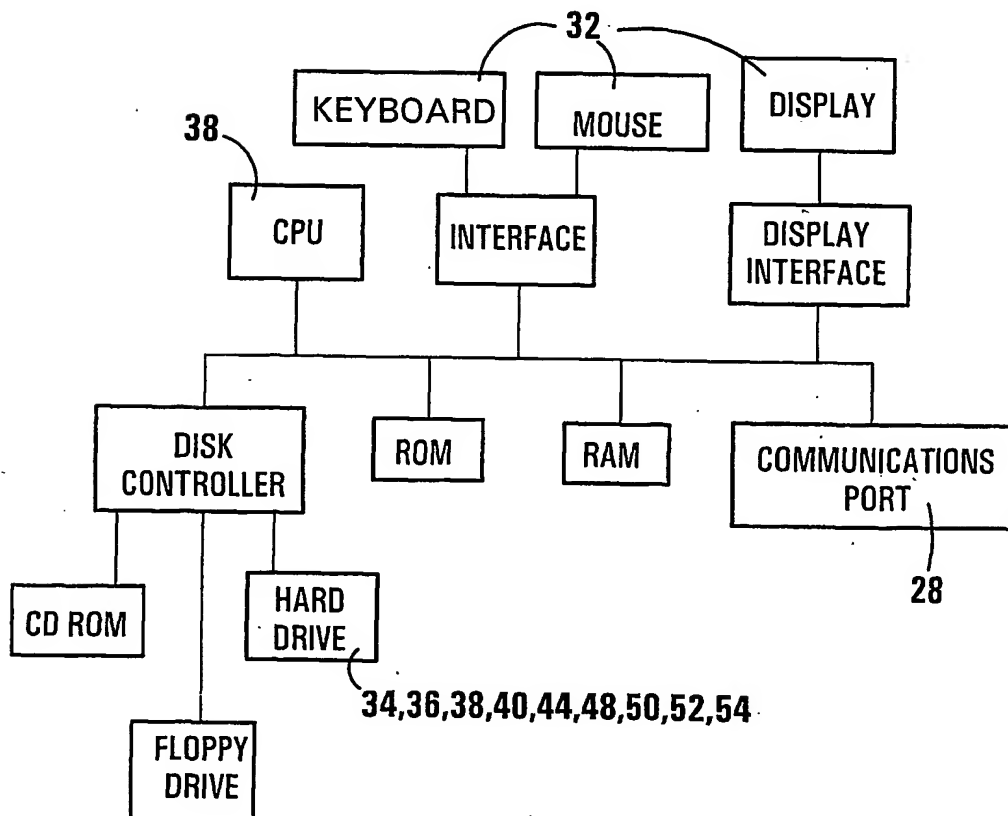 32
KEYBOARD
MOUSE
DISPLAY
38
CPU
INTERFACE
DISPLAY
INTERFACE
DISK
CONTROLLER
ROM
RAM
COMMUNICATIONS
PORT
28
CD ROM
HARD
DRIVE
34,36,38,40,44,48,50,52,54
FLOPPY
DRIVE